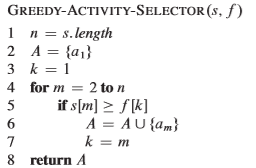 GREEDY-ACTIVITY-SELECTOR(s, f)
1 n = s.length
2 A = {a₁}
3 k = 1
4 for m = 2 to n
5 if s[m] ≥ f[k]
6 A = A ∪ {aₘ}
7 k = m
8 return A